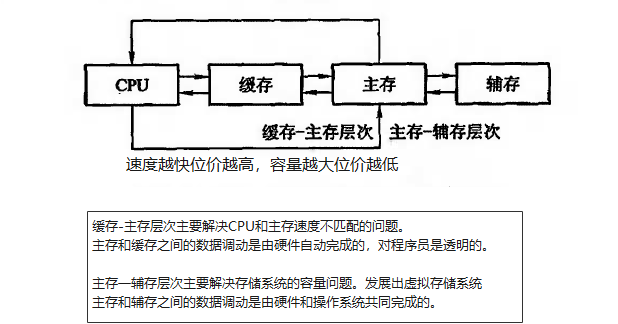 CPU
缓存
主存
辅存
缓存-主存层次 主存-辅存层次
速度越快位价越高，容量越大位价越低
缓存-主存层次主要解决CPU和主存速度不匹配的问题。
主存和缓存之间的数据调动是由硬件自动完成的，对程序员是透明的。
主存—辅存层次主要解决存储系统的容量问题。发展出虚拟存储系统
主存和辅存之间的数据调动是由硬件和操作系统共同完成的。